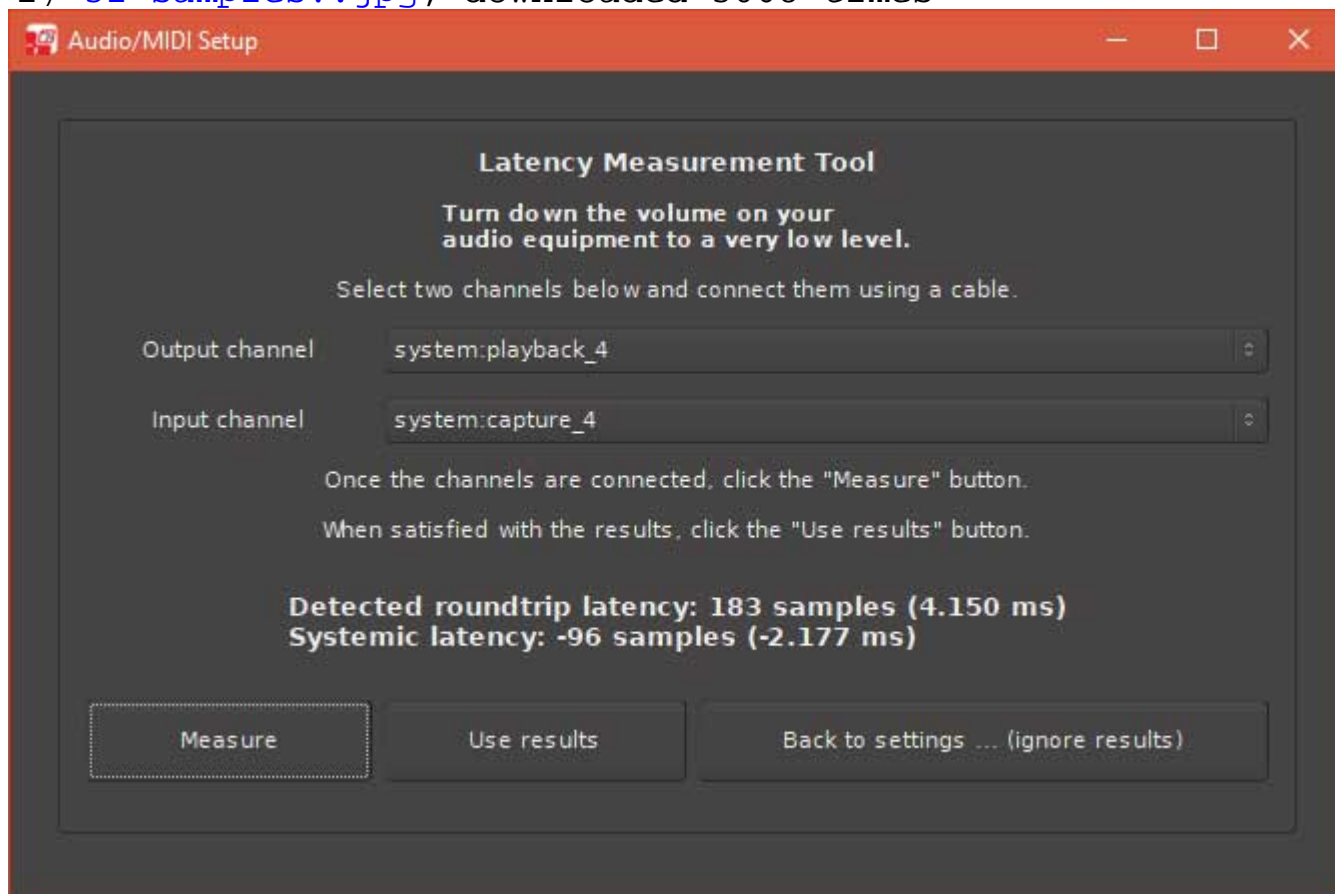 Audio/MIDI Setup
Latency Measurement Tool
Turn down the volume on your
audio equipment to a very low level.
Select two channels below and connect them using a cable.
Output channel system:playback_4
Input channel system:capture_4
Once the channels are connected, click the "Measure" button.
When satisfied with the results, click the "Use results" button.
Detected roundtrip latency: 183 samples (4.150 ms)
Systemic latency: -96 samples (-2.177 ms)
Measure Use results Back to settings ... (ignore results)